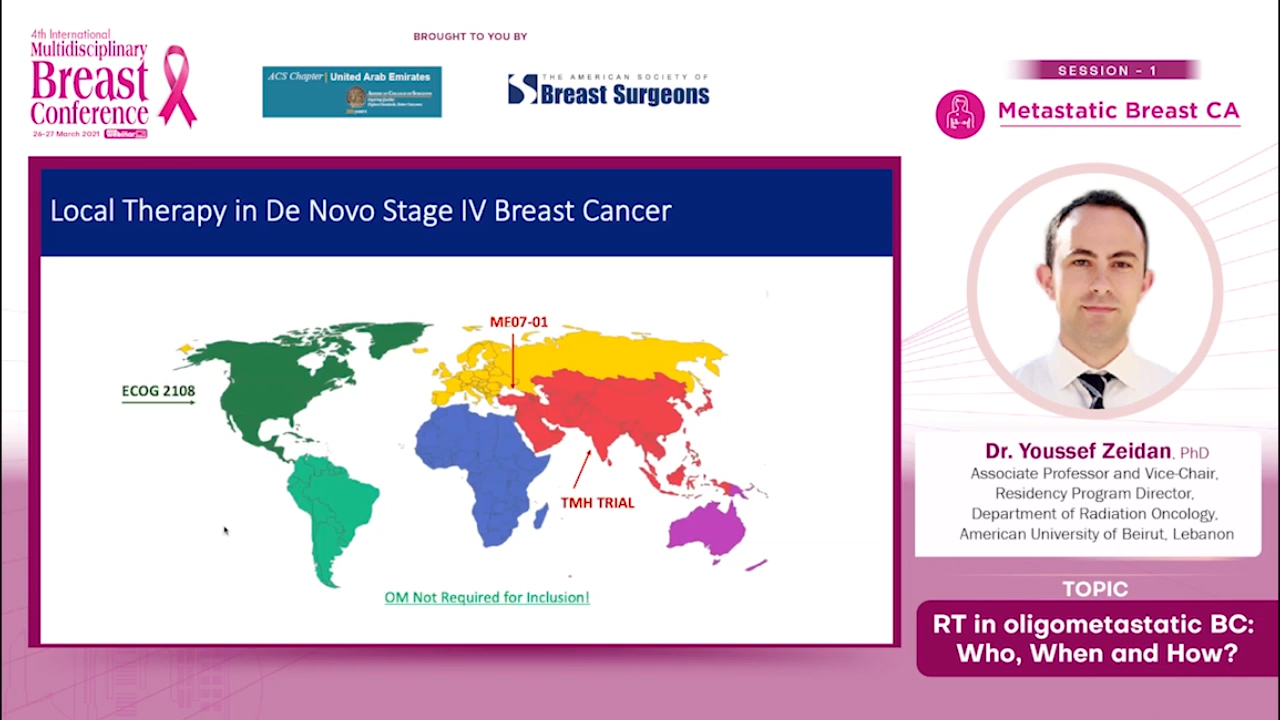 4th International
Multidisciplinary
Breast
Conference
26-27 March 2021
BROUGHT TO YOU BY
ACS Chapter | United Arab Emirates
AMERICAN COLLEGE OF SURGEONS
THE AMERICAN SOCIETY OF
Breast Surgeons
SESSION - 1
Metastatic Breast CA
Local Therapy in De Novo Stage IV Breast Cancer
MF07-01
ECOG 2108
TMH TRIAL
OM Not Required for Inclusion!
Dr. Youssef Zeidan, PhD
Associate Professor and Vice-Chair,
Residency Program Director,
Department of Radiation Oncology,
American University of Beirut, Lebanon
TOPIC
RT in oligometastatic BC:
Who, When and How?